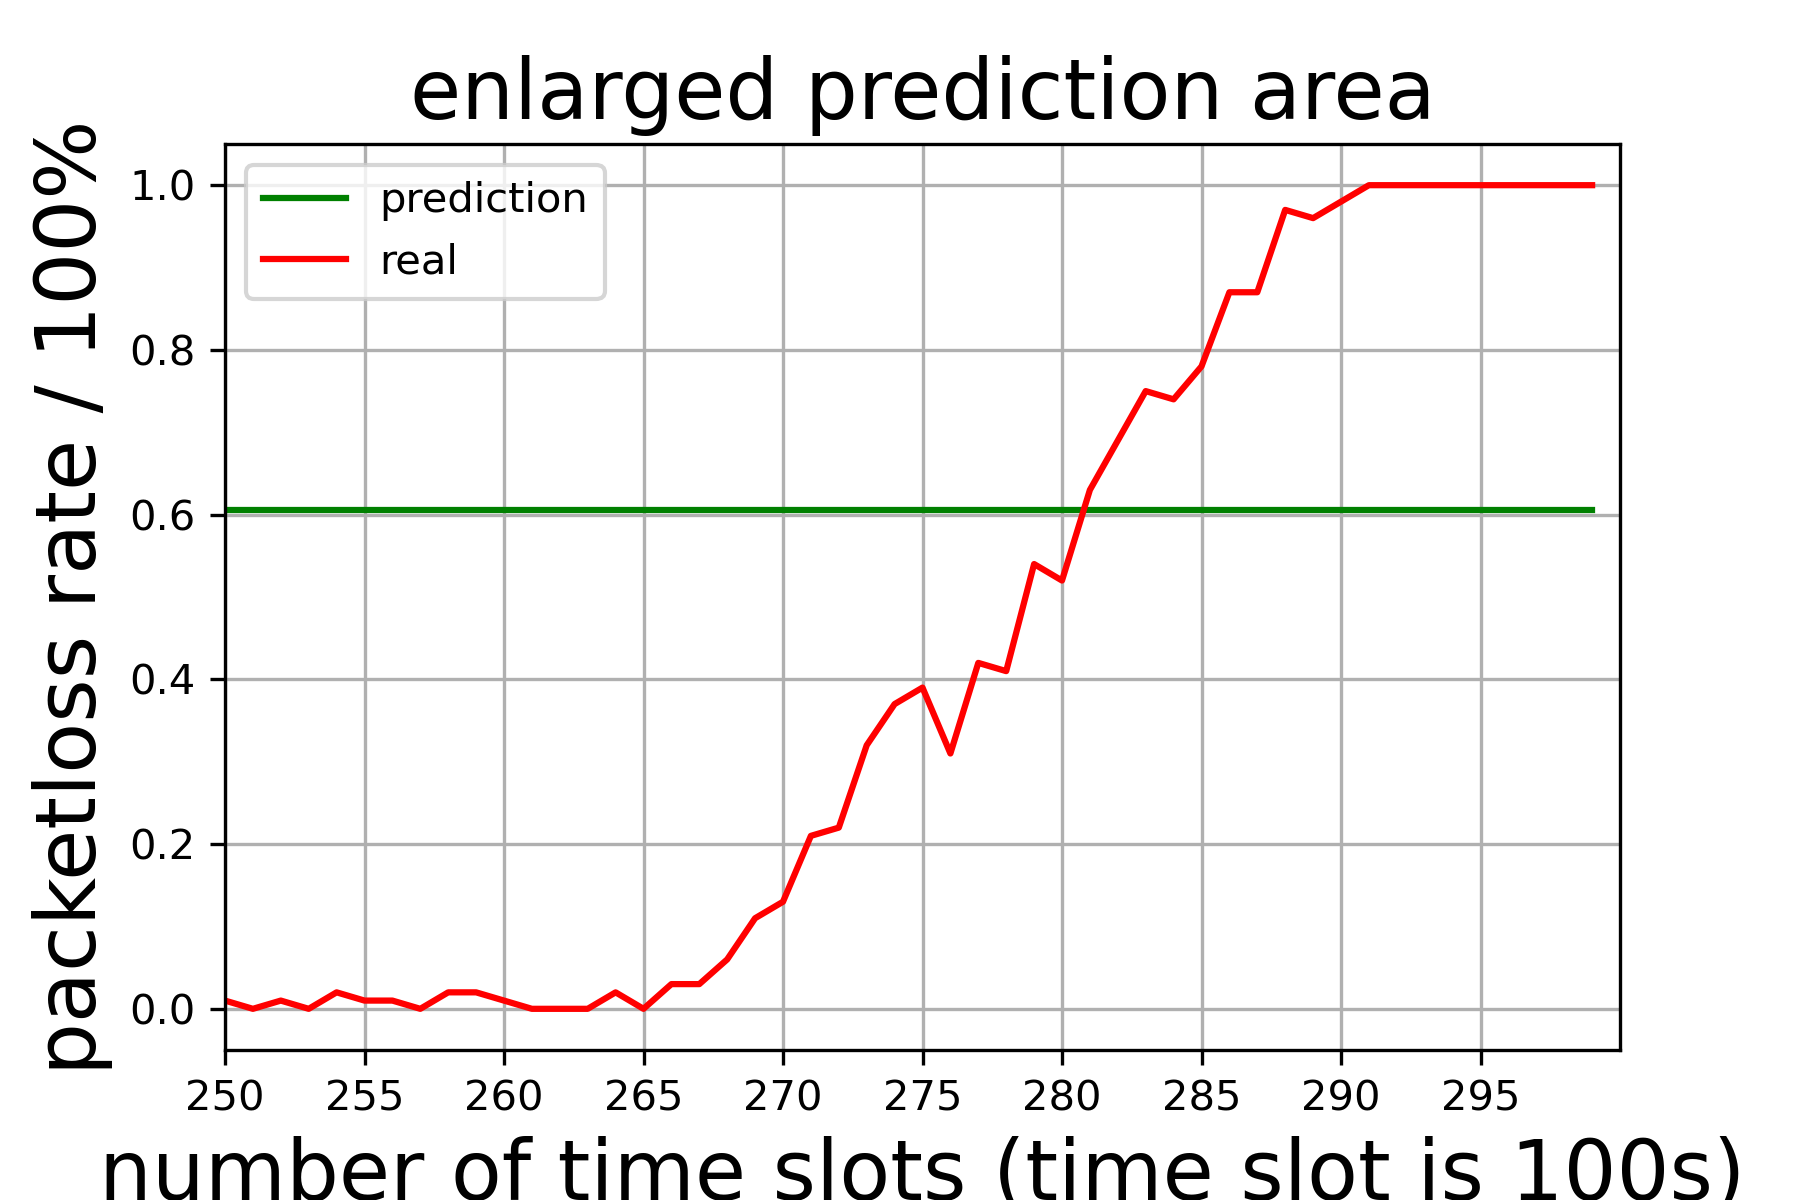 enlarged prediction area
packetloss rate / 100%
prediction
real
1.0
0.8
0.6
0.4
0.2
0.0
250 255 260 265 270 275 280 285 290 295
number of time slots (time slot is 100s)